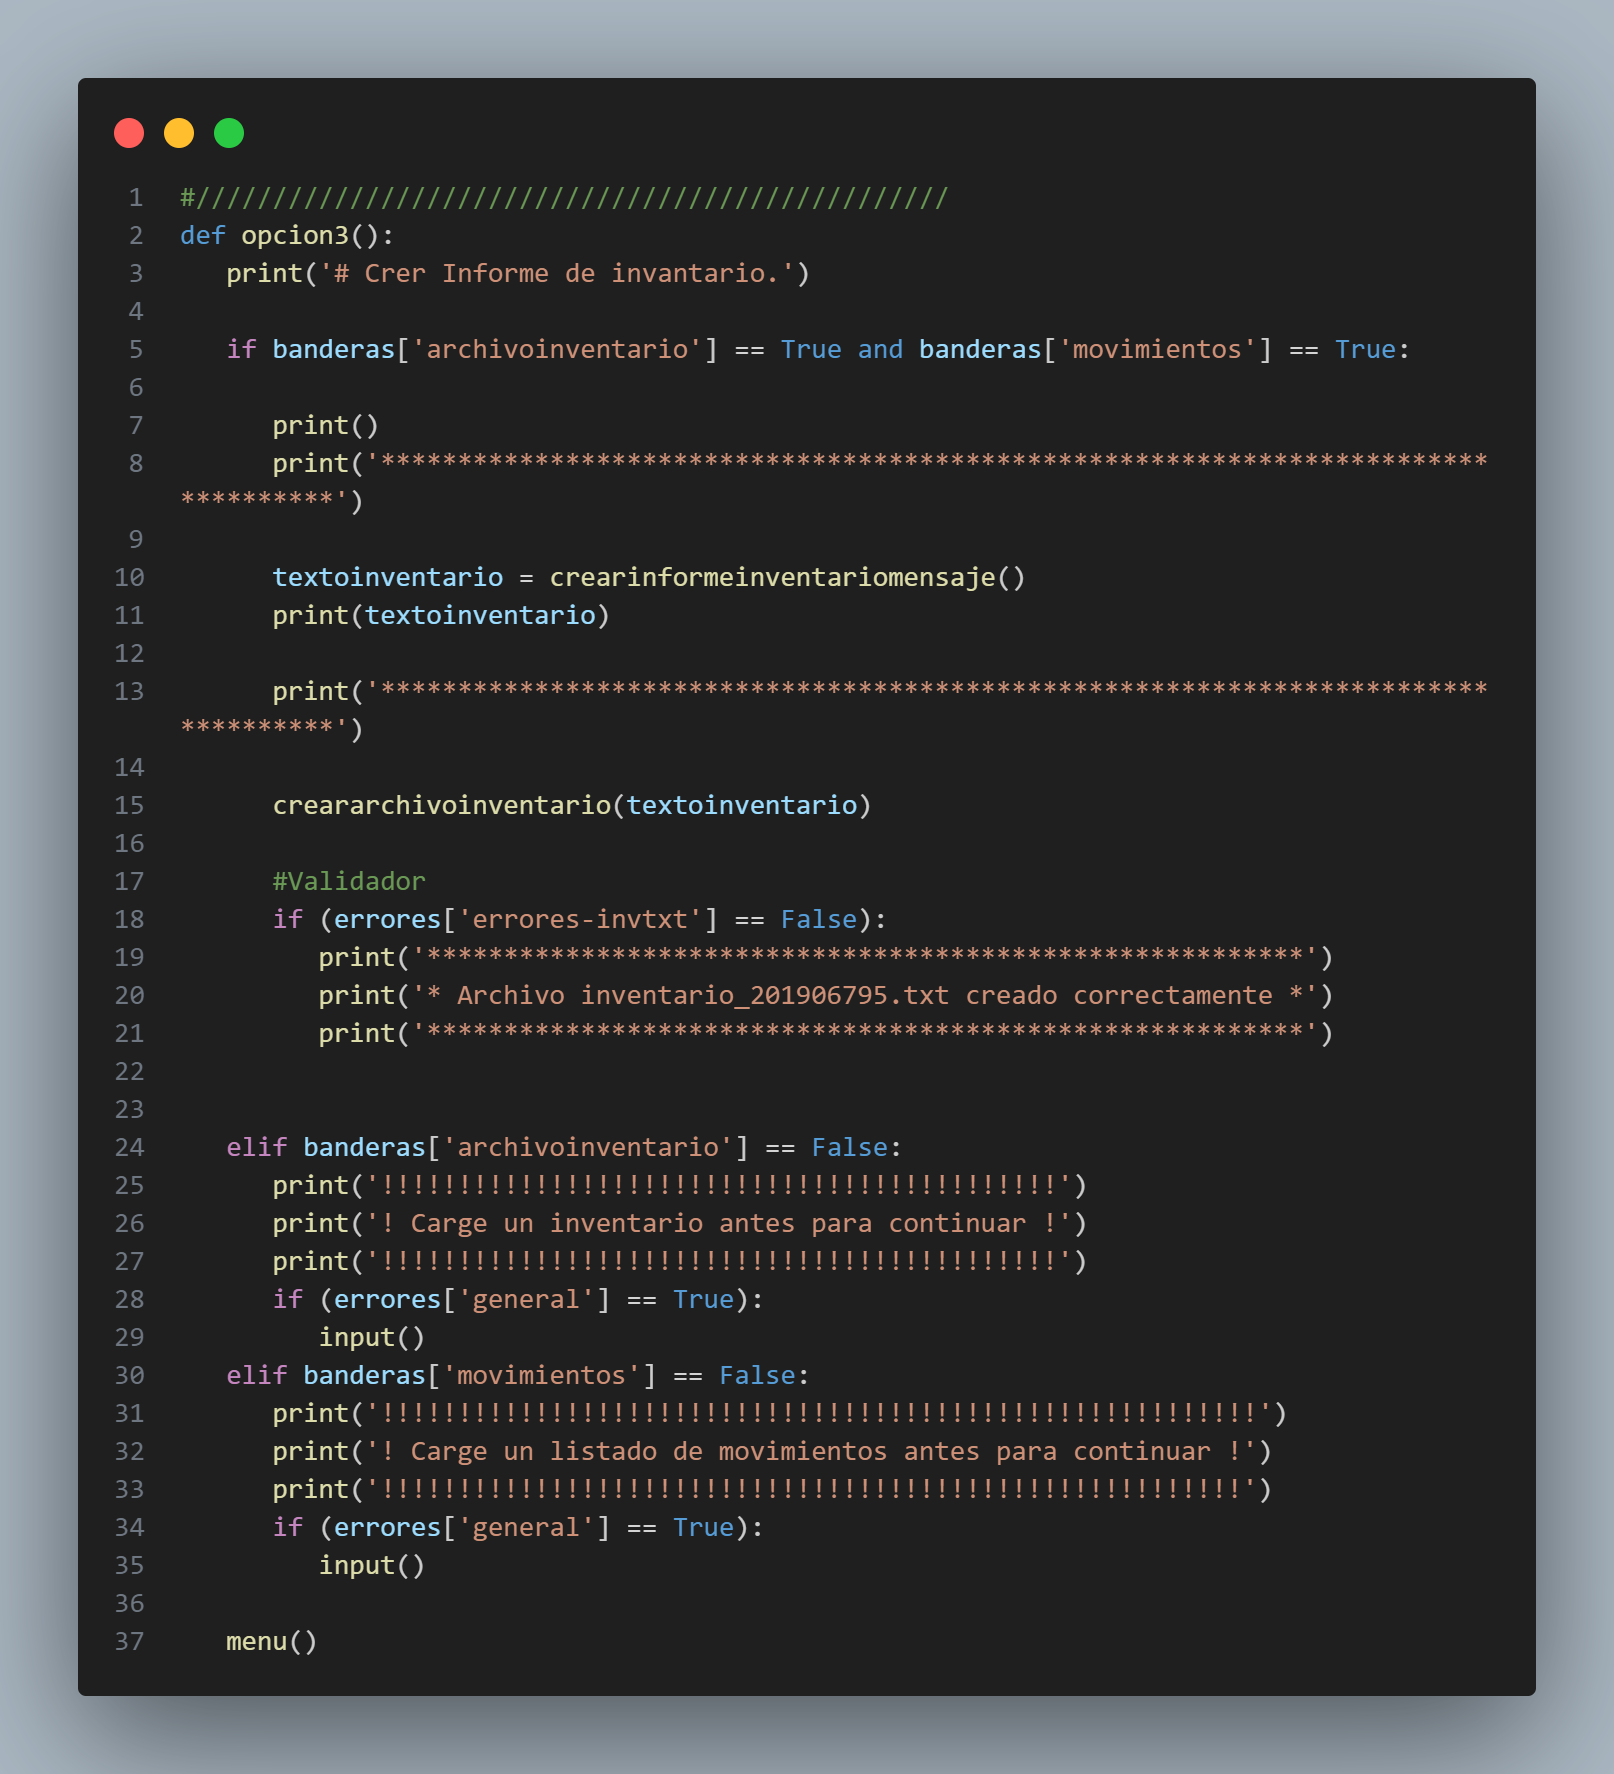 1 #/////////////////////////////////////////////////
2 def opcion3():
3 print('# Crer Informe de invantario.')
4
5 if banderas['archivoinventario'] == True and banderas['movimientos'] == True:
6
7 print()
8 print('************************************************************************
**********')
9
10 textoinventario = crearinformeinventariomensaje()
11 print(textoinventario)
12
13 print('************************************************************************
**********')
14
15 creararchivoinventario(textoinventario)
16
17 #Validador
18 if (errores['errores-invtxt'] == False):
19 print('*********************************************************')
20 print('* Archivo inventario_201906795.txt creado correctamente *')
21 print('*********************************************************')
22
23
24 elif banderas['archivoinventario'] == False:
25 print('!!!!!!!!!!!!!!!!!!!!!!!!!!!!!!!!!!!!!!!!!!!!')
26 print('! Carge un inventario antes para continuar !')
27 print('!!!!!!!!!!!!!!!!!!!!!!!!!!!!!!!!!!!!!!!!!!!!')
28 if (errores['general'] == True):
29 input()
30 elif banderas['movimientos'] == False:
31 print('!!!!!!!!!!!!!!!!!!!!!!!!!!!!!!!!!!!!!!!!!!!!!!!!!!!!!!!!!')
32 print('! Carge un listado de movimientos antes para continuar !')
33 print('!!!!!!!!!!!!!!!!!!!!!!!!!!!!!!!!!!!!!!!!!!!!!!!!!!!!!!!!')
34 if (errores['general'] == True):
35 input()
36
37 menu()